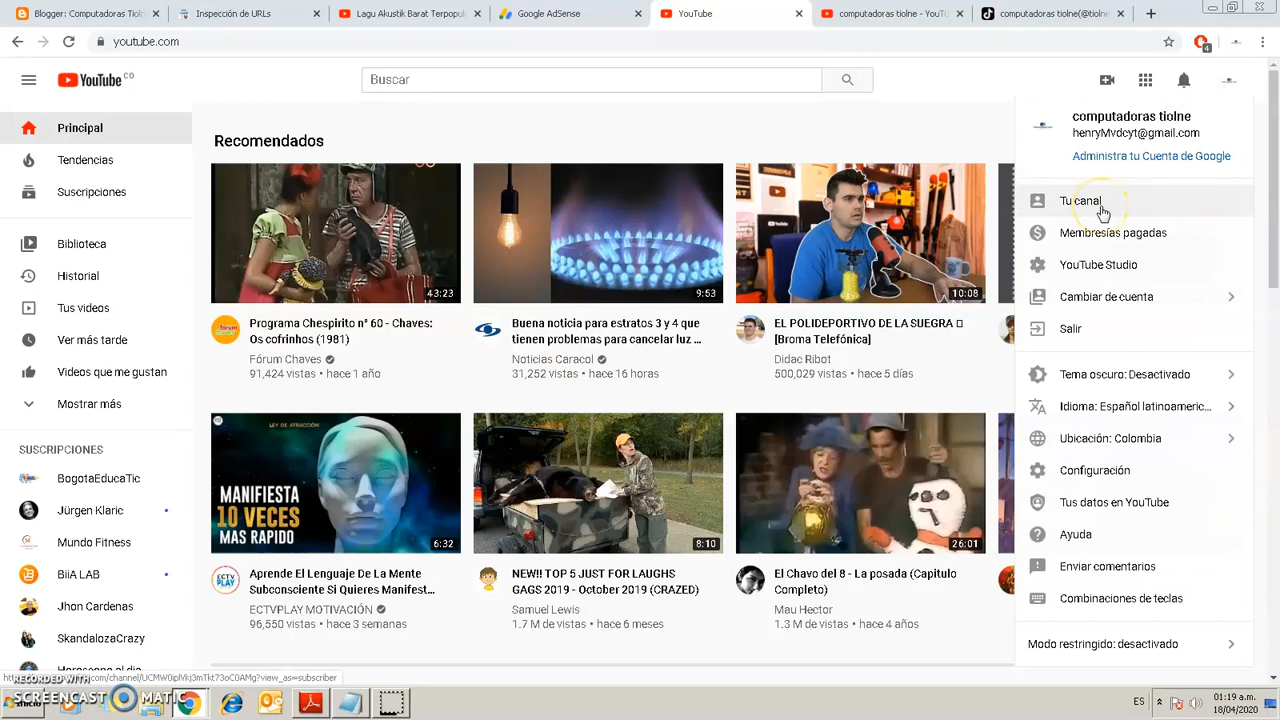 Blogger: Computadoras Tiol
Inspección de URLs
Lagu Akustik Barat Terpopul
Google AdSense
YouTube
computadoras tiolne - YouTu
computadoras tiolne(@tiolne
youtube.com
4
YouTube CO
Buscar
Principal
Tendencias
Suscripciones
Biblioteca
Historial
Tus videos
Ver más tarde
Videos que me gustan
Mostrar más
SUSCRIPCIONES
BogotaEducaTic
Jürgen Klaric
Mundo Fitness
BiiA LAB
Jhon Cardenas
SkandalozaCrazy
Horoscopo al dia
Recomendados
43:23
Programa Chespirito n° 60 - Chaves:
Os cofrinhos (1981)
Fórum Chaves
91,424 vistas • hace 1 año
9:53
Buena noticia para estratos 3 y 4 que
tienen problemas para cancelar luz ...
Noticias Caracol
31,252 vistas • hace 16 horas
10:08
EL POLIDEPORTIVO DE LA SUEGRA
[Broma Telefónica]
Didac Ribot
500,029 vistas • hace 5 días
LEY DE ATRACCIÓN
MANIFIESTA
10 VECES
MAS RAPIDO
6:32
ECTV
PLAY
Aprende El Lenguaje De La Mente
Subconsciente Si Quieres Manifest...
ECTVPLAY MOTIVACIÓN
96,550 vistas • hace 3 semanas
8:10
NEW!! TOP 5 JUST FOR LAUGHS
GAGS 2019 - October 2019 (CRAZED)
Samuel Lewis
1.7 M de vistas • hace 6 meses
26:01
El Chavo del 8 - La posada (Capitulo
Completo)
Mau Hector
1.3 M de vistas • hace 4 años
computadoras tiolne
henryMvdcyt@gmail.com
Administra tu Cuenta de Google
Tu canal
Membresías pagadas
YouTube Studio
Cambiar de cuenta
Salir
Tema oscuro: Desactivado
Idioma: Español latinoameric...
Ubicación: Colombia
Configuración
Tus datos en YouTube
Ayuda
Enviar comentarios
Combinaciones de teclas
Modo restringido: desactivado
RECORDED WITH
SCREENCAST MATIC
Inicio
ES
01:19 a.m.
18/04/2020